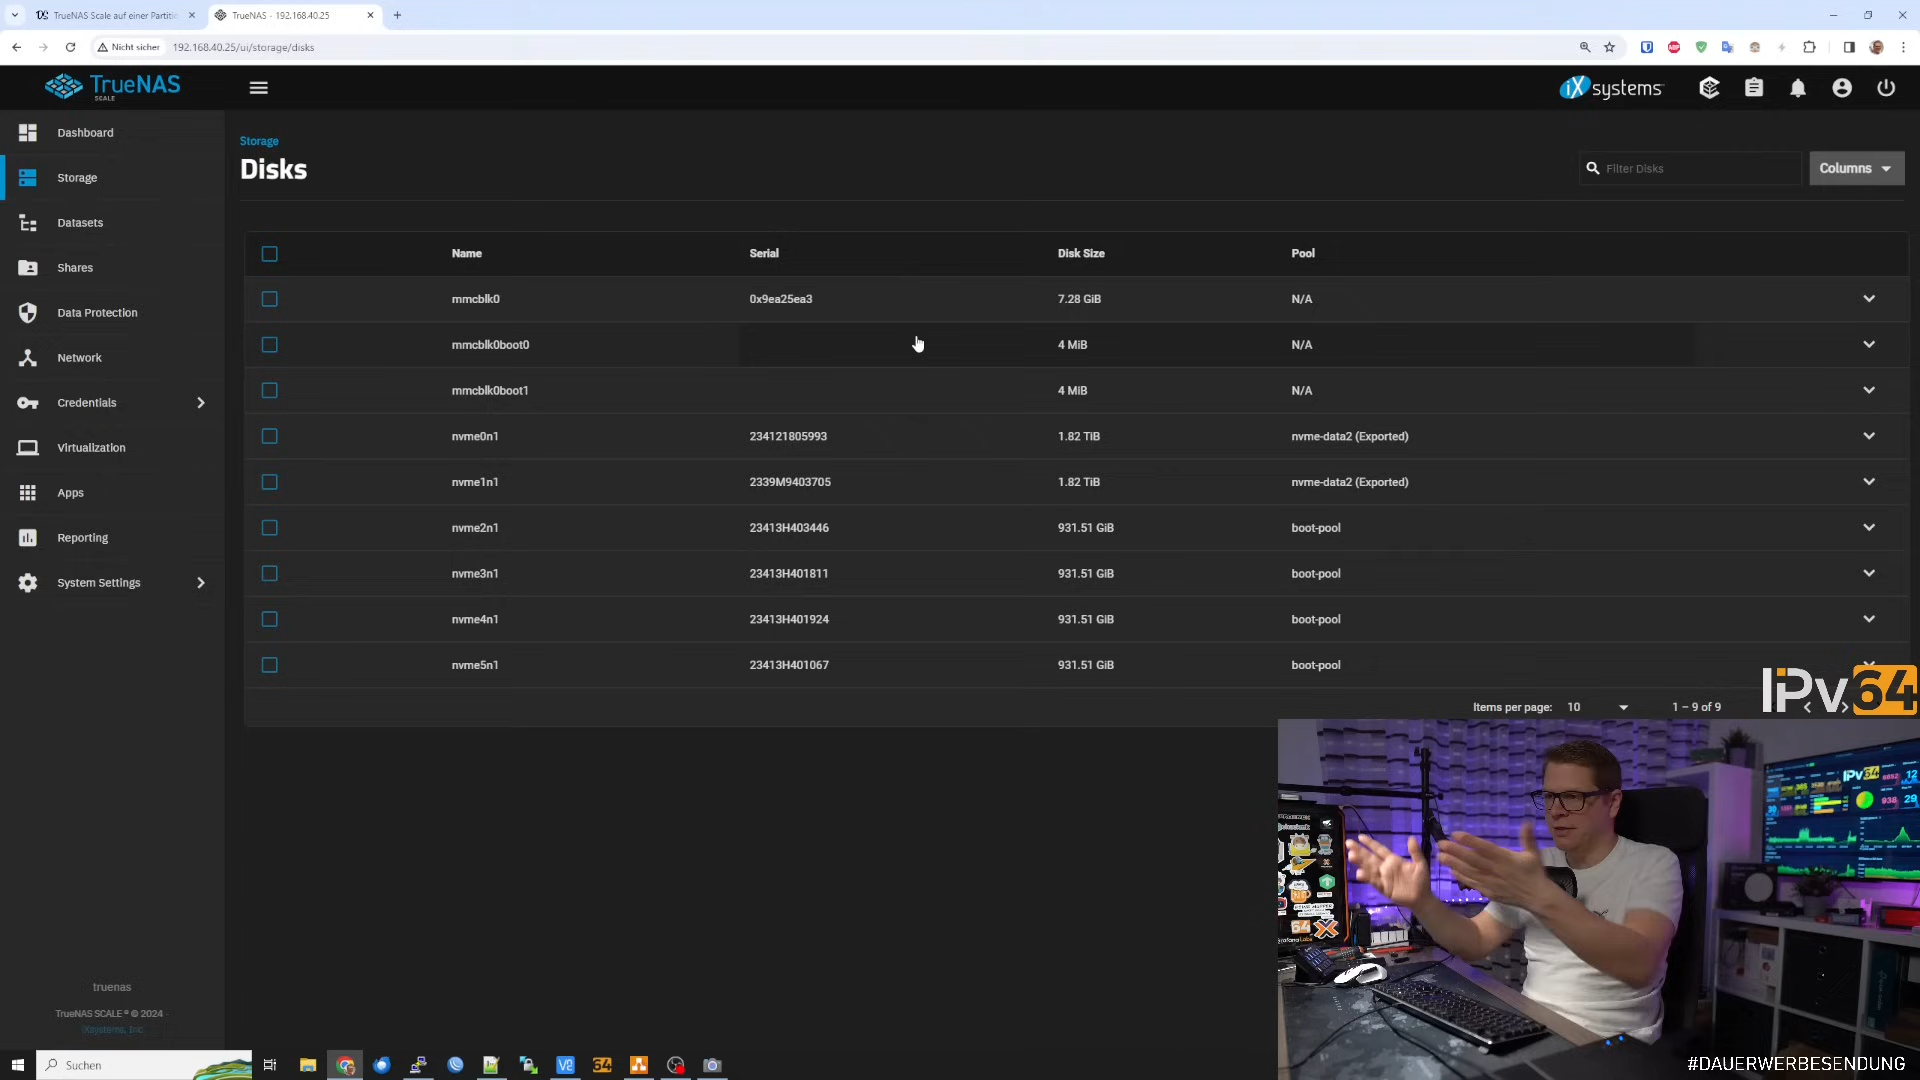 TrueNAS Scale auf einer Partitio
TrueNAS - 192.168.40.25
Nicht sicher
192.168.40.25/ui/storage/disks
TrueNAS
SCALE
iXsystems
Dashboard
Storage
Datasets
Shares
Data Protection
Network
Credentials
Virtualization
Apps
Reporting
System Settings
truenas
TrueNAS SCALE ® © 2024 -
iXsystems, Inc.
Storage
Disks
Filter Disks
Columns
Name Serial Disk Size Pool
mmcblk0 0x9ea25ea3 7.28 GiB N/A
mmcblk0boot0 4 MiB N/A
mmcblk0boot1 4 MiB N/A
nvme0n1 234121805993 1.82 TiB nvme-data2 (Exported)
nvme1n1 2339M9403705 1.82 TiB nvme-data2 (Exported)
nvme2n1 23413H403446 931.51 GiB boot-pool
nvme3n1 23413H401811 931.51 GiB boot-pool
nvme4n1 23413H401924 931.51 GiB boot-pool
nvme5n1 23413H401067 931.51 GiB boot-pool
Items per page: 10 1 – 9 of 9
IPv64
IPv64
#DAUERWERBESENDUNG
Suchen